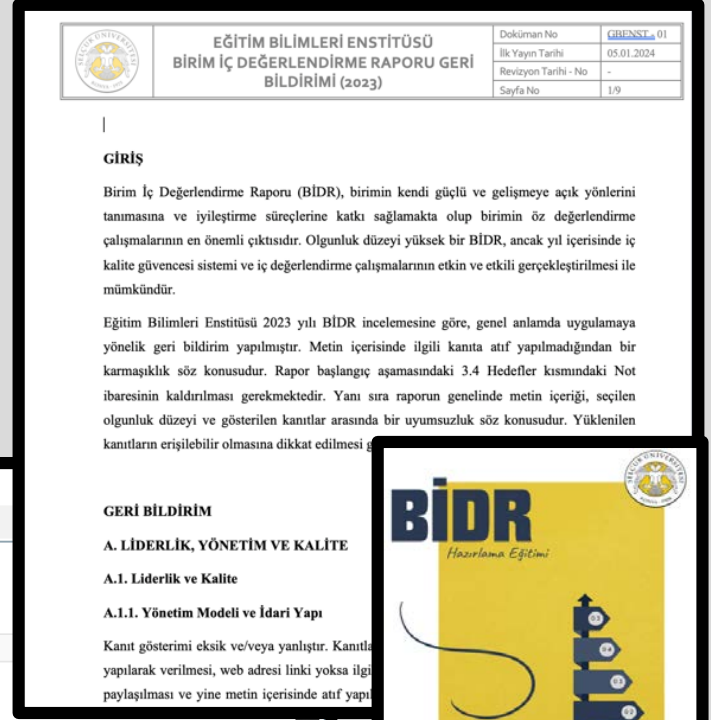 EĞİTİM BİLİMLERİ ENSTİTÜSÜ
BİRİM İÇ DEĞERLENDİRME RAPORU GERİ
BİLDİRİMİ (2023)
Doküman No GBENST - 01
İlk Yayın Tarihi 05.01.2024
Revizyon Tarihi - No -
Sayfa No 1/9
GİRİŞ
Birim İç Değerlendirme Raporu (BİDR), birimin kendi güçlü ve gelişmeye açık yönlerini
tanımasına ve iyileştirme süreçlerine katkı sağlamakta olup birimin öz değerlendirme
çalışmalarının en önemli çıktısıdır. Olgunluk düzeyi yüksek bir BİDR, ancak yıl içerisinde iç
kalite güvencesi sistemi ve iç değerlendirme çalışmalarının etkin ve etkili gerçekleştirilmesi ile
mümkündür.
Eğitim Bilimleri Enstitüsü 2023 yılı BİDR incelemesine göre, genel anlamda uygulamaya
yönelik geri bildirim yapılmıştır. Metin içerisinde ilgili kanıta atıf yapılmadığından bir
karmaşıklık söz konusudur. Rapor başlangıç aşamasındaki 3.4 Hedefler kısmındaki Not
ibaresinin kaldırılması gerekmektedir. Yanı sıra raporun genelinde metin içeriği, seçilen
olgunluk düzeyi ve gösterilen kanıtlar arasında bir uyumsuzluk söz konusudur. Yüklenilen
kanıtların erişilebilir olmasına dikkat edilmesi
GERİ BİLDİRİM
A. LİDERLİK, YÖNETİM VE KALİTE
A.1. Liderlik ve Kalite
A.1.1. Yönetim Modeli ve İdari Yapı
Kanıt gösterimi eksik ve/veya yanlıştır. Kanıtla
yapılarak verilmesi, web adresi linki yoksa ilgi
paylaşılması ve yine metin içerisinde atıf yapıl
BİDR
Hazırlama Eğitimi
05
04
03
02